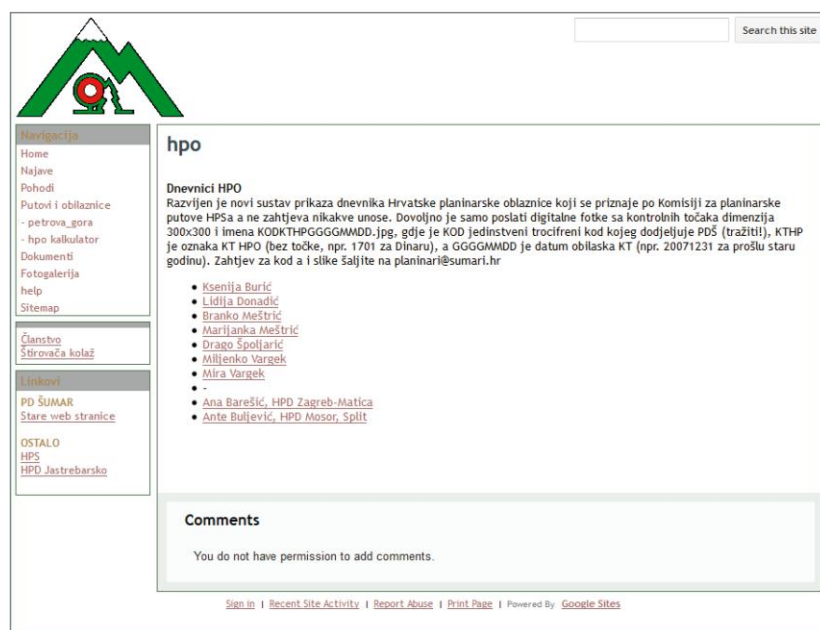 Search this site
Navigacija
Home
Najave
Pohodi
Putovi i obilaznice
- petrova_gora
- hpo kalkulator
Dokumenti
Fotogalerija
help
Sitemap
Članstvo
Štirovača kolaž
Linkovi
PD ŠUMAR
Stare web stranice
OSTALO
HPS
HPD Jastrebarsko
hpo
Dnevnici HPO
Razvijen je novi sustav prikaza dnevnika Hrvatske planinarske oblaznice koji se priznaje po Komisiji za planinarske
putove HPSa a ne zahtjeva nikakve unose. Dovoljno je samo poslati digitalne fotke sa kontrolnih točaka dimenzija
300x300 i imena KODKTHPGGGGMMDD.jpg, gdje je KOD jedinstveni trocifreni kod kojeg dodjeljuje PDŠ (tražiti!), KTHP
je oznaka KT HPO (bez točke, npr. 1701 za Dinaru), a GGGGMMDD je datum obilaska KT (npr. 20071231 za prošlu staru
godinu). Zahtjev za kod a i slike šaljite na planinari@sumari.hr
Ksenija Burić
Lidija Donadić
Branko Meštrić
Marijanka Meštrić
Drago Špoljarić
Miljenko Vargek
Mira Vargek
-
Ana Barešić, HPD Zagreb-Matica
Ante Buljević, HPD Mosor, Split
Comments
You do not have permission to add comments.
Sign in | Recent Site Activity | Report Abuse | Print Page | Powered By Google Sites